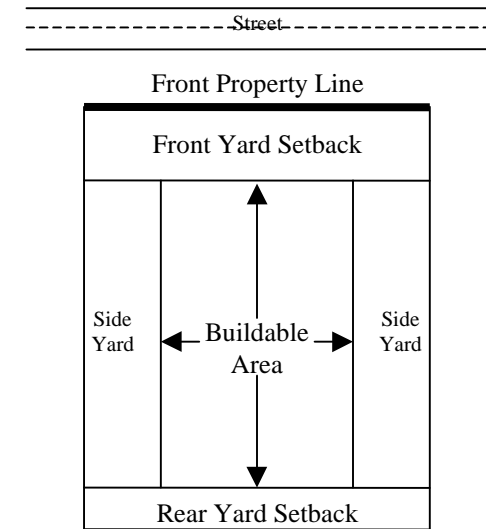 Street
Front Property Line
Front Yard Setback
Side
Yard
Buildable
Area
Side
Yard
Rear Yard Setback